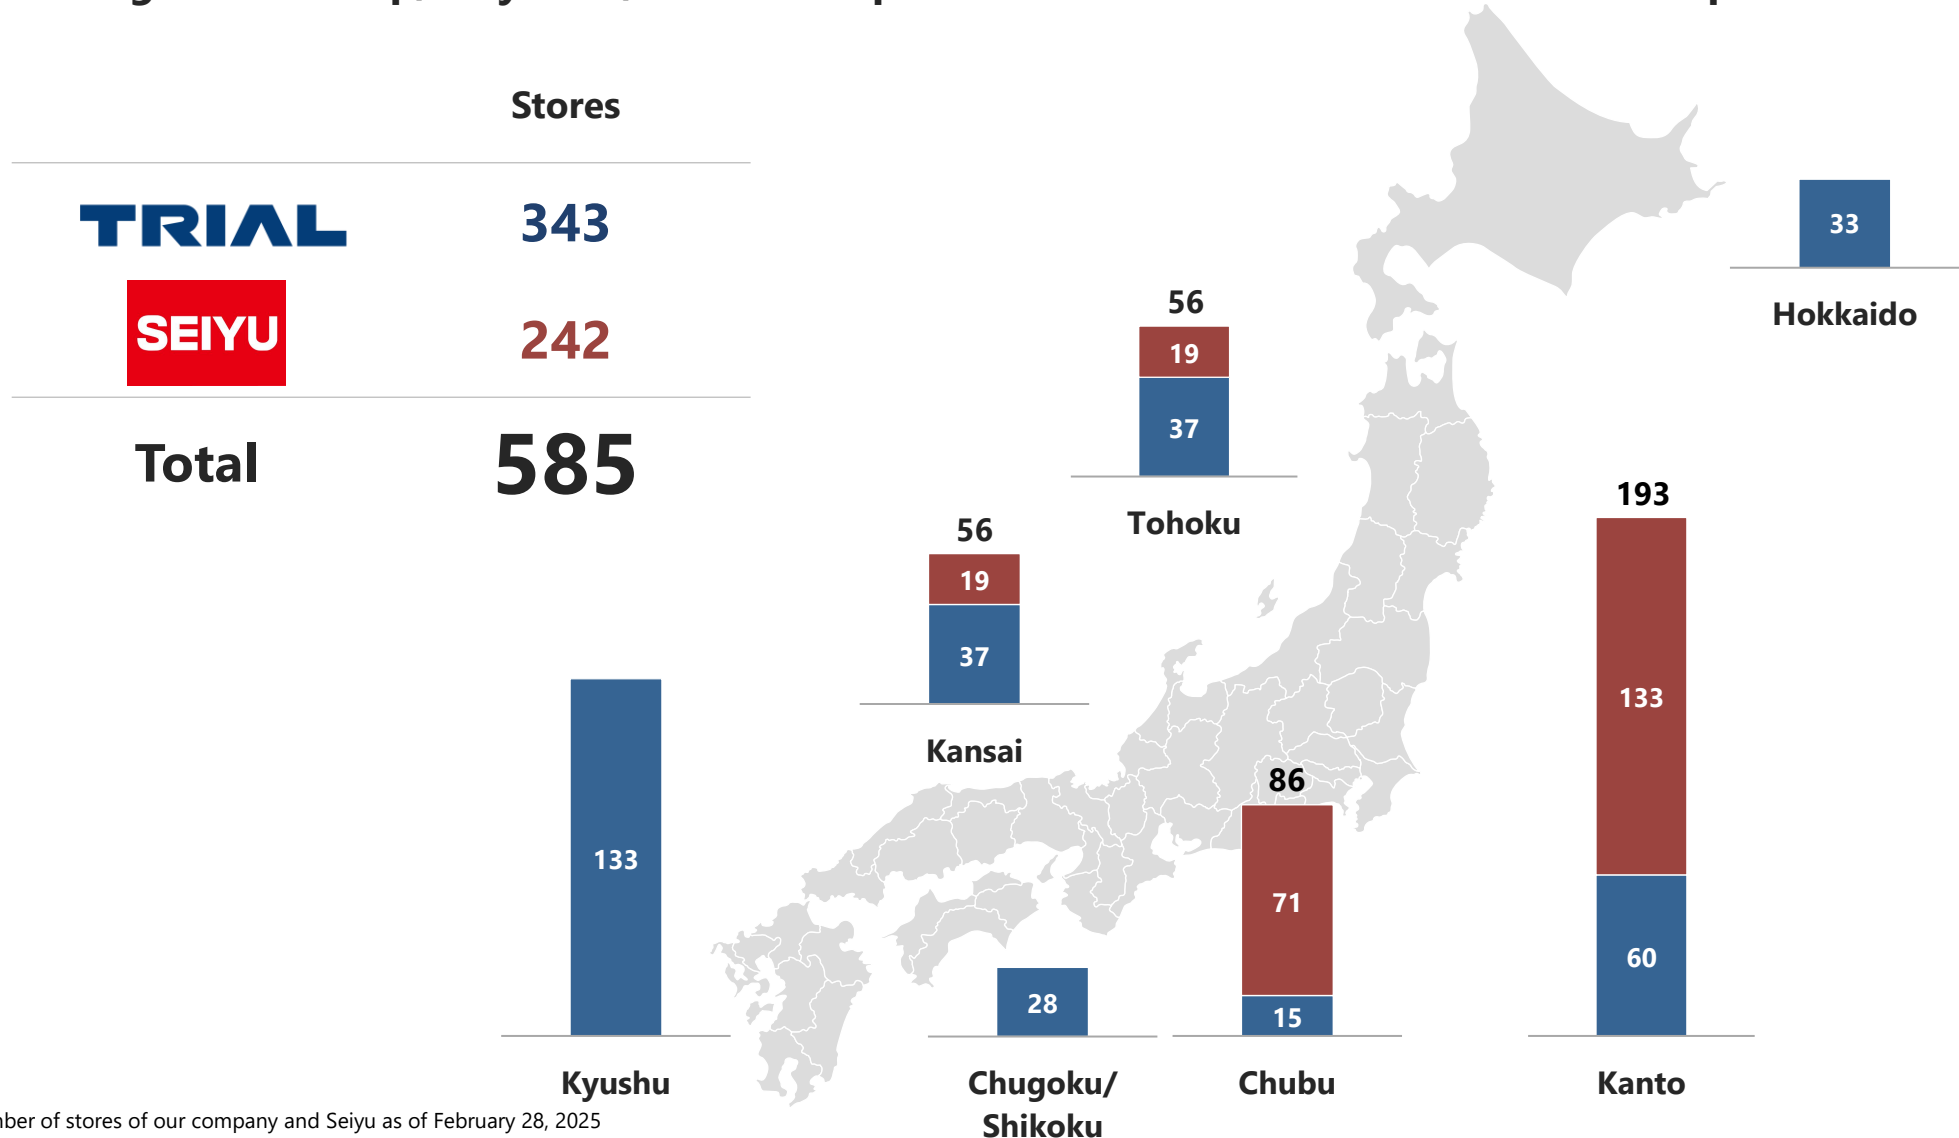 Stores
TRIAL 343
SEIYU 242
Total 585
33
Hokkaido
56
19
37
Tohoku
56
19
37
Kansai
193
133
60
Kanto
86
71
15
Chubu
133
Kyushu
28
Chugoku/
Shikoku
of stores of our company and Seiyu as of February 28, 2025